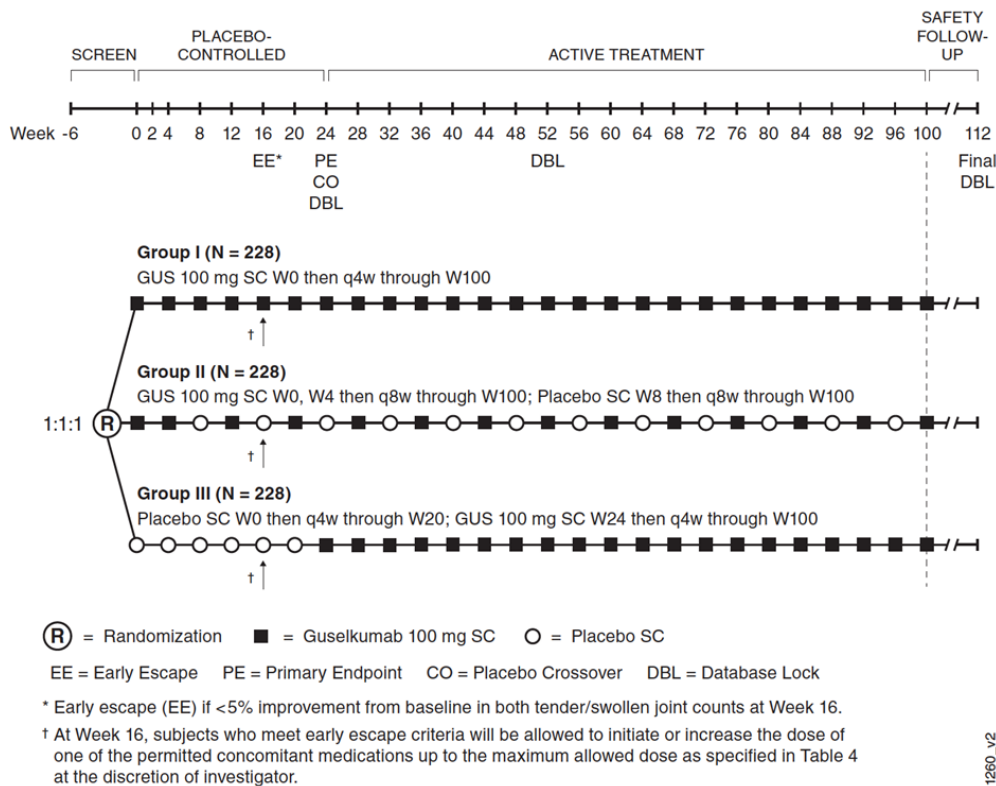 SCREEN
PLACEBO-
CONTROLLED
ACTIVE TREATMENT
SAFETY
FOLLOW-
UP
Week -6 0 2 4 8 12 16 20 24 28 32 36 40 44 48 52 56 60 64 68 72 76 80 84 88 92 96 100 112
EE*
PE
CO
DBL
DBL
Final
DBL
Group I (N = 228)
GUS 100 mg SC W0 then q4w through W100
†
Group II (N = 228)
GUS 100 mg SC W0, W4 then q8w through W100; Placebo SC W8 then q8w through W100
1:1:1 R
†
Group III (N = 228)
Placebo SC W0 then q4w through W20; GUS 100 mg SC W24 then q4w through W100
†
R = Randomization ■ = Guselkumab 100 mg SC O = Placebo SC
EE = Early Escape PE = Primary Endpoint CO = Placebo Crossover DBL = Database Lock
* Early escape (EE) if <5% improvement from baseline in both tender/swollen joint counts at Week 16.
† At Week 16, subjects who meet early escape criteria will be allowed to initiate or increase the dose of
one of the permitted concomitant medications up to the maximum allowed dose as specified in Table 4
at the discretion of investigator.
1260_v2